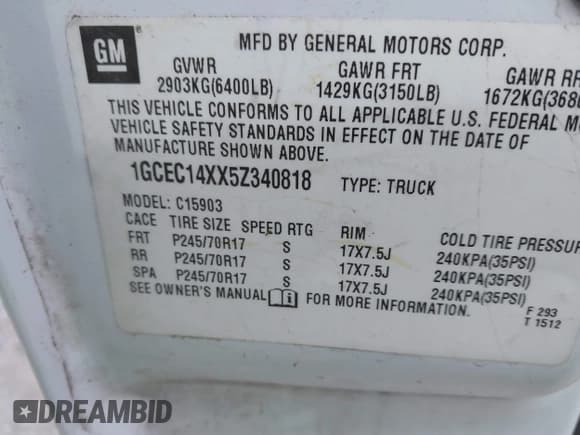 GM
MFD BY GENERAL MOTORS CORP.
GVWR GAWR FRT GAWR RR
2903KG(6400LB) 1429KG(3150LB) 1672KG(368
THIS VEHICLE CONFORMS TO ALL APPLICABLE U.S. FEDERAL M
VEHICLE SAFETY STANDARDS IN EFFECT ON THE DATE OF
MANUFACTURE SHOWN ABOVE.
1GCEC14XX5Z340818 TYPE: TRUCK
MODEL: C15903
CACE TIRE SIZE SPEED RTG RIM COLD TIRE PRESSUR
FRT P245/70R17 S 17X7.5J 240KPA(35PSI)
RR P245/70R17 S 17X7.5J 240KPA(35PSI)
SPA P245/70R17 S 17X7.5J 240KPA(35PSI)
SEE OWNER'S MANUAL FOR MORE INFORMATION.
F 293
T 1512
DREAMBID